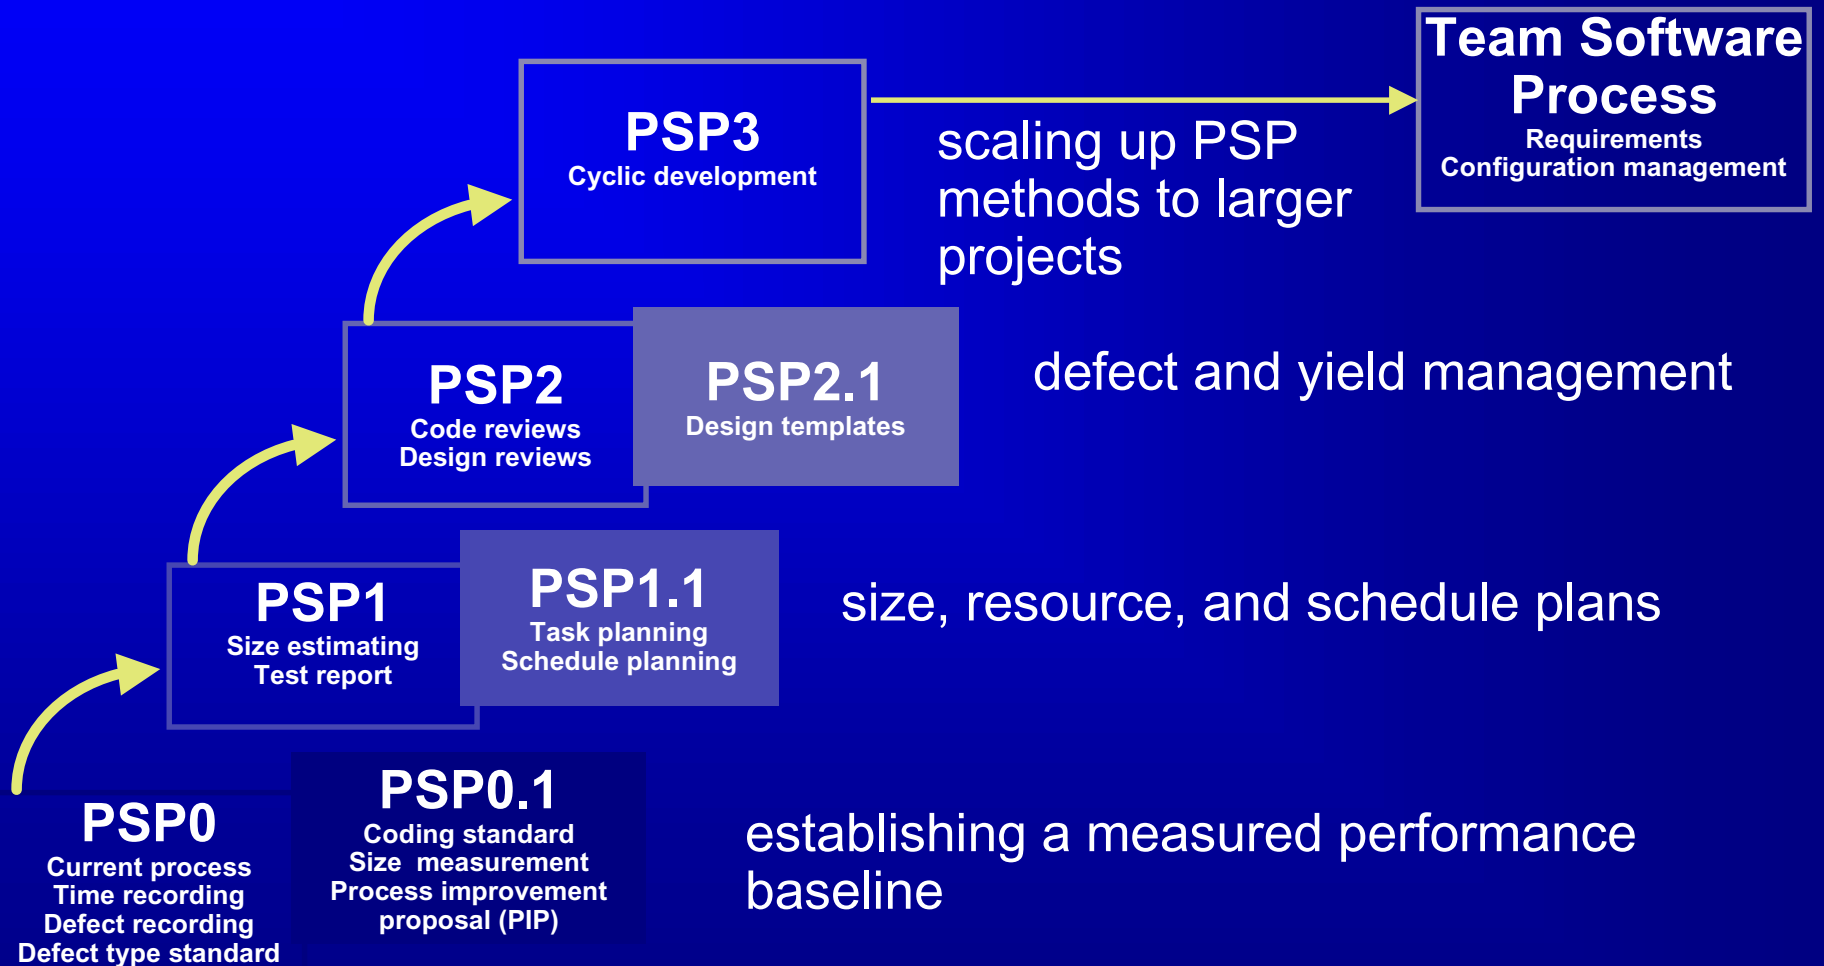 Team Software
Process
Requirements
Configuration management
PSP3
Cyclic development
scaling up PSP
methods to larger
projects
PSP2
Code reviews
Design reviews
PSP2.1
Design templates
defect and yield management
PSP1
Size estimating
Test report
PSP1.1
Task planning
Schedule planning
size, resource, and schedule plans
PSP0
Current process
Time recording
Defect recording
Defect type standard
PSP0.1
Coding standard
Size measurement
Process improvement
proposal (PIP)
establishing a measured performance
baseline